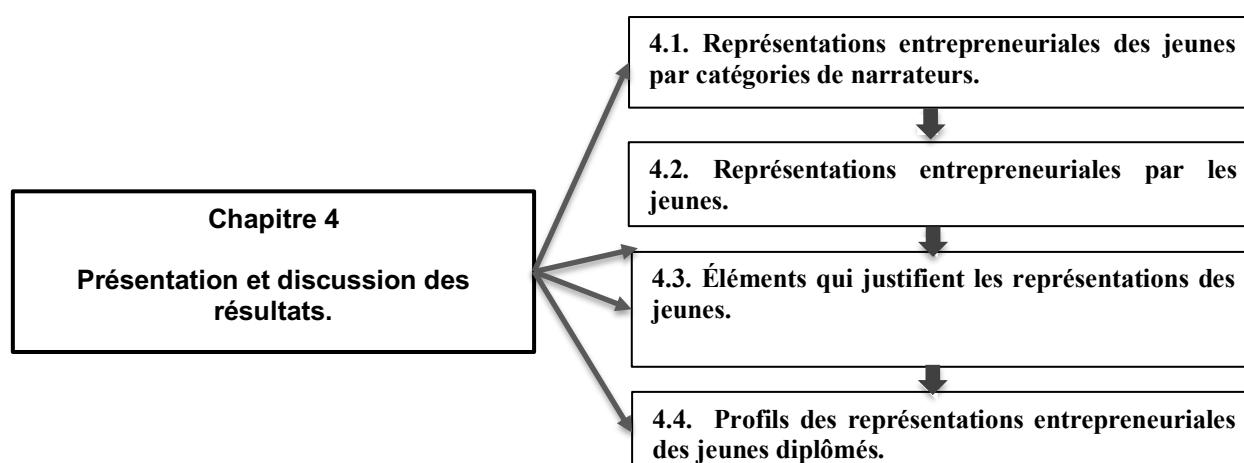 4.1. Représentations entrepreneuriales des jeunes
par catégories de narrateurs.
4.2. Représentations entrepreneuriales par les
jeunes.
Chapitre 4
Présentation et discussion des
résultats.
4.3. Éléments qui justifient les représentations des
jeunes.
4.4. Profils des représentations entrepreneuriales
des jeunes diplômés.